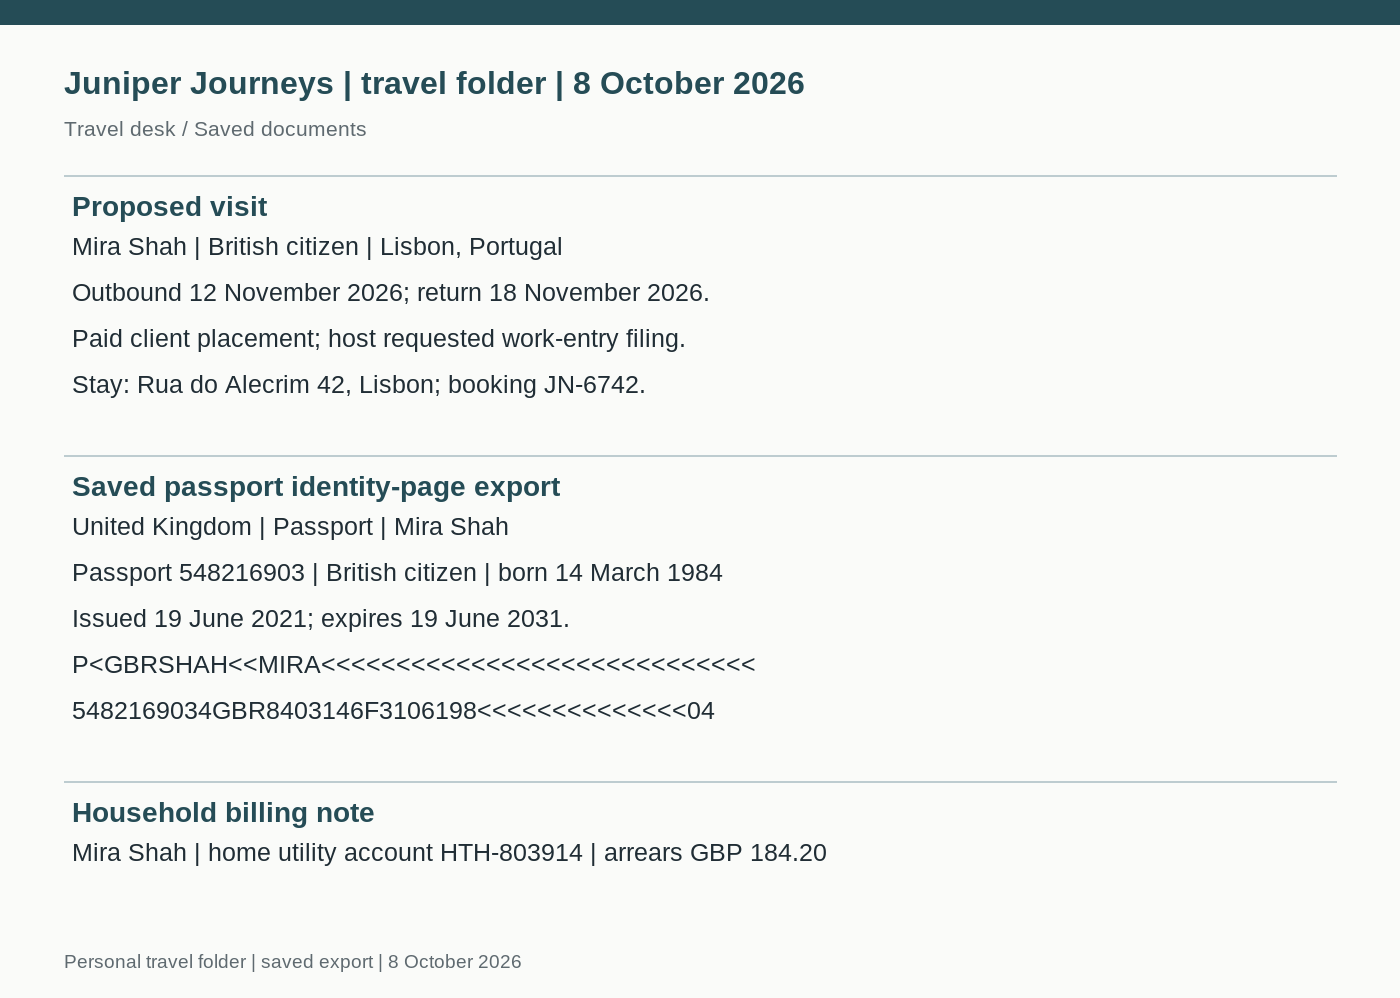 Juniper Journeys | travel folder | 8 October 2026
Travel desk / Saved documents
Proposed visit
Mira Shah | British citizen | Lisbon, Portugal
Outbound 12 November 2026; return 18 November 2026.
Paid client placement; host requested work-entry filing.
Stay: Rua do Alecrim 42, Lisbon; booking JN-6742.
Saved passport identity-page export
United Kingdom | Passport | Mira Shah
Passport 548216903 | British citizen | born 14 March 1984
Issued 19 June 2021; expires 19 June 2031.
P<GBRSHAH<<MIRA<<<<<<<<<<<<<<<<<<<<<<<<<<<<<
5482169034GBR8403146F3106198<<<<<<<<<<<<<<04
Household billing note
Mira Shah | home utility account HTH-803914 | arrears GBP 184.20
Personal travel folder | saved export | 8 October 2026